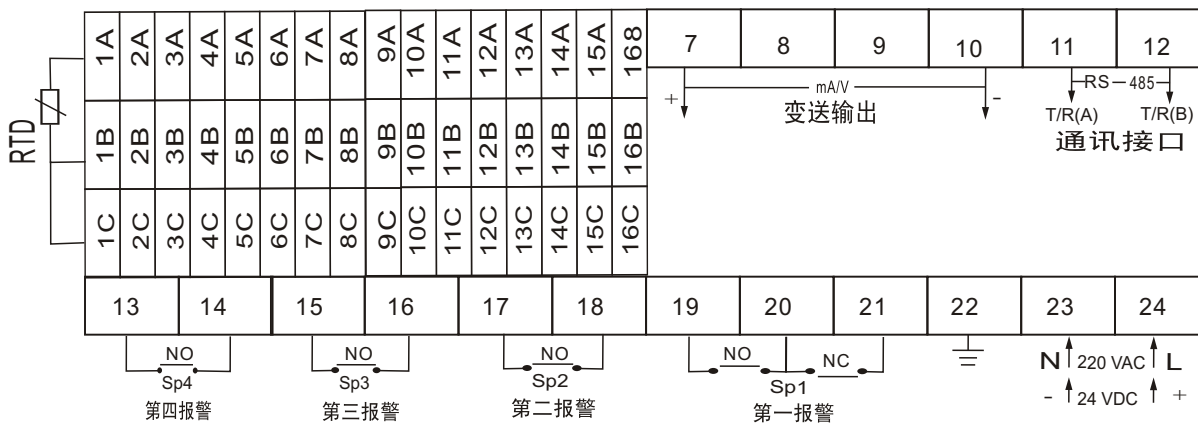 1A 2A 3A 4A 5A 6A 7A 8A 9A 10A 11A 12A 13A 14A 15A 168
7 8 9 10 11 12
RTD
1B 2B 3B 4B 5B 6B 7B 8B 9B 10B 11B 12B 13B 14B 15B 16B
1C 2C 3C 4C 5C 6C 7C 8C 9C 10C 11C 12C 13C 14C 15C 16C
+ mA/V -
变送输出
RS-485
T/R(A) T/R(B)
通讯接口
13 14 15 16 17 18 19 20 21 22 23 24
NO NO NO NO NC
Sp4 Sp3 Sp2 Sp1
第四报警 第三报警 第二报警 第一报警
N 220 VAC L
- 24 VDC +